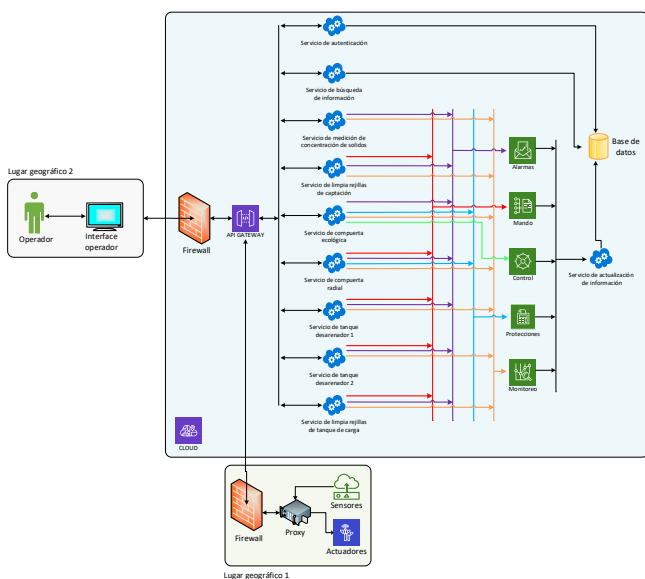 Servicio de autenticación
Servicio de búsqueda
de información
Servicio de medición de
concentración de solidos
Base de
datos
Alarmas
Lugar geográfico 2
Servicio de limpia rejillas
de captación
Operador
Interface
operador
Firewall
API GATEWAY
Servicio de compuerta
ecológica
Mando
Servicio de compuerta
radial
Control
Servicio de actualización
de información
Servicio de tanque
desarenador 1
Protecciones
Servicio de tanque
desarenador 2
Monitoreo
Servicio de limpia rejillas
de tanque de carga
CLOUD
Sensores
Firewall
Proxy
Actuadores
Lugar geográfico 1